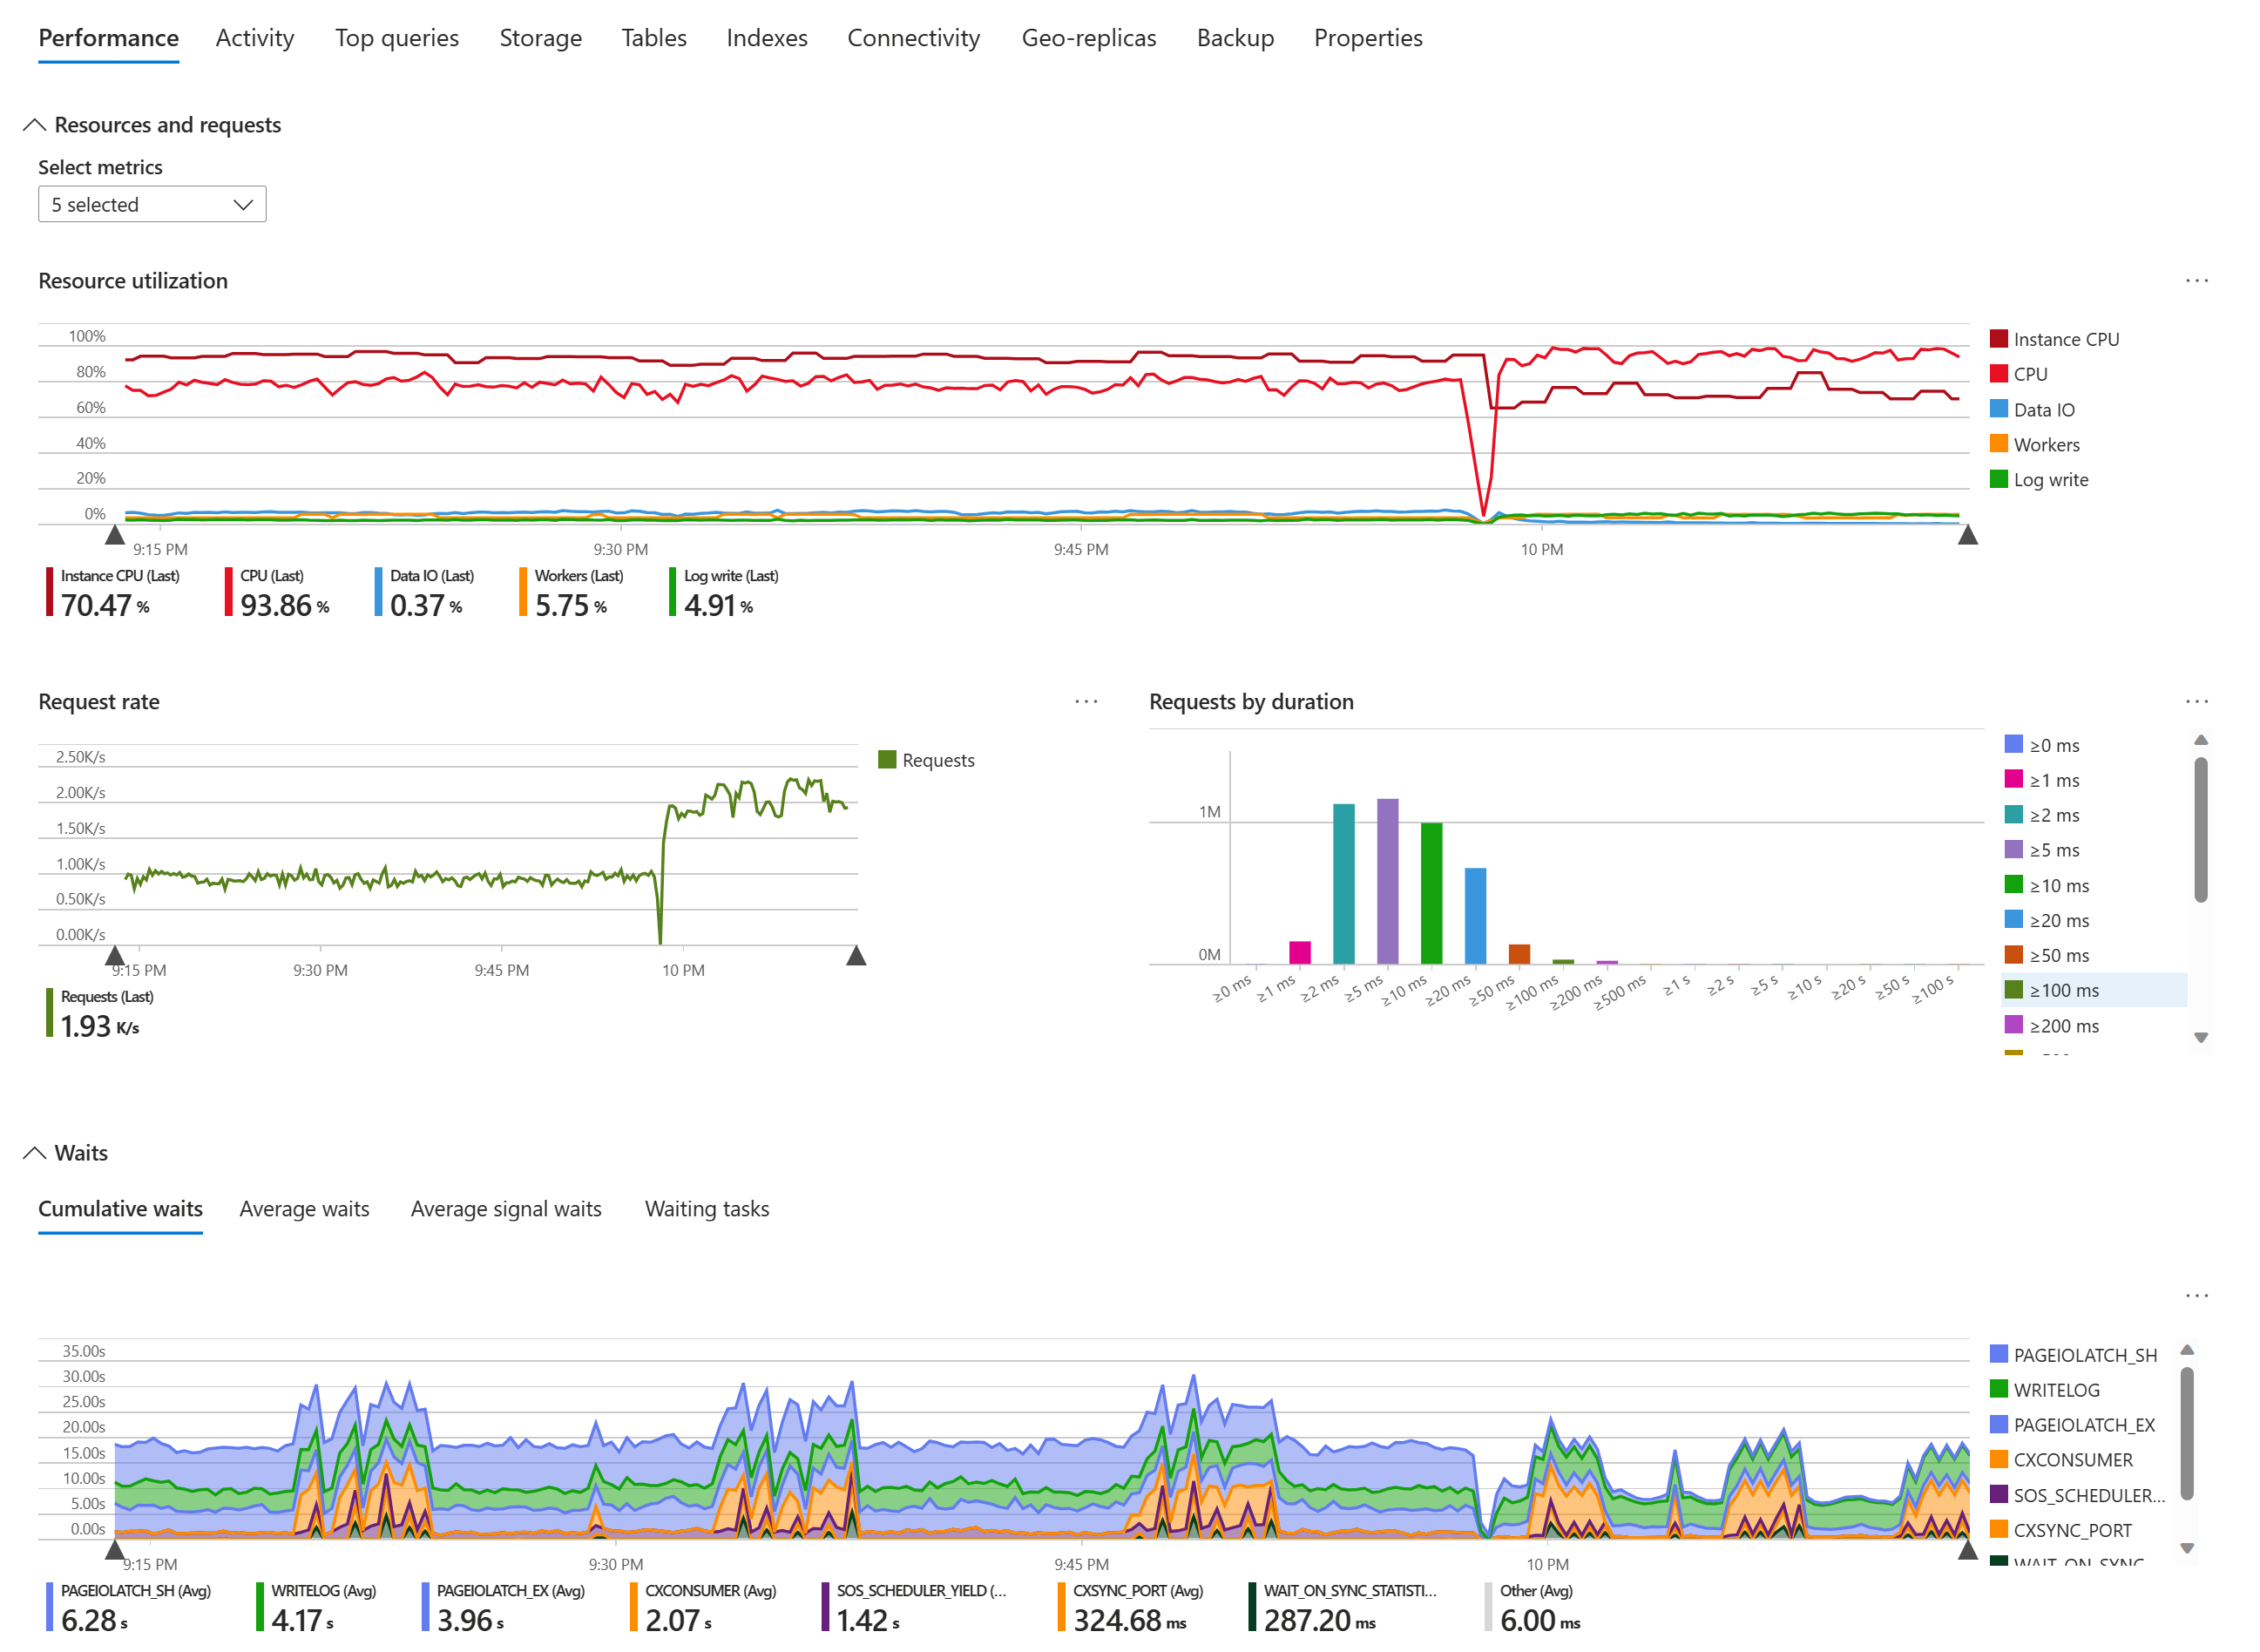 Performance Activity Top queries Storage Tables Indexes Connectivity Geo-replicas Backup Properties
Resources and requests
Select metrics
5 selected
Resource utilization
100%
80%
60%
40%
20%
0%
9:15 PM 9:30 PM 9:45 PM 10 PM
Instance CPU
CPU
Data IO
Workers
Log write
Instance CPU (Last) CPU (Last) Data IO (Last) Workers (Last) Log write (Last)
70.47 % 93.86 % 0.37 % 5.75 % 4.91 %
Request rate
2.50K/s
2.00K/s
1.50K/s
1.00K/s
0.50K/s
0.00K/s
9:15 PM 9:30 PM 9:45 PM 10 PM
Requests
Requests (Last)
1.93 K/s
Requests by duration
1M
0M
≥0 ms ≥1 ms ≥2 ms ≥5 ms ≥10 ms ≥20 ms ≥50 ms ≥100 ms ≥200 ms ≥500 ms ≥1 s ≥2 s ≥5 s ≥10 s ≥20 s ≥50 s ≥100 s
≥0 ms
≥1 ms
≥2 ms
≥5 ms
≥10 ms
≥20 ms
≥50 ms
≥100 ms
≥200 ms
Waits
Cumulative waits Average waits Average signal waits Waiting tasks
35.00s
30.00s
25.00s
20.00s
15.00s
10.00s
5.00s
0.00s
9:15 PM 9:30 PM 9:45 PM 10 PM
PAGEIOLATCH_SH
WRITELOG
PAGEIOLATCH_EX
CXCONSUMER
SOS_SCHEDULER...
CXSYNC_PORT
WAIT_ON_SYNC
PAGEIOLATCH_SH (Avg) WRITELOG (Avg) PAGEIOLATCH_EX (Avg) CXCONSUMER (Avg) SOS_SCHEDULER_YIELD (... CXSYNC_PORT (Avg) WAIT_ON_SYNC_STATISTI... Other (Avg)
6.28 s 4.17 s 3.96 s 2.07 s 1.42 s 324.68 ms 287.20 ms 6.00 ms